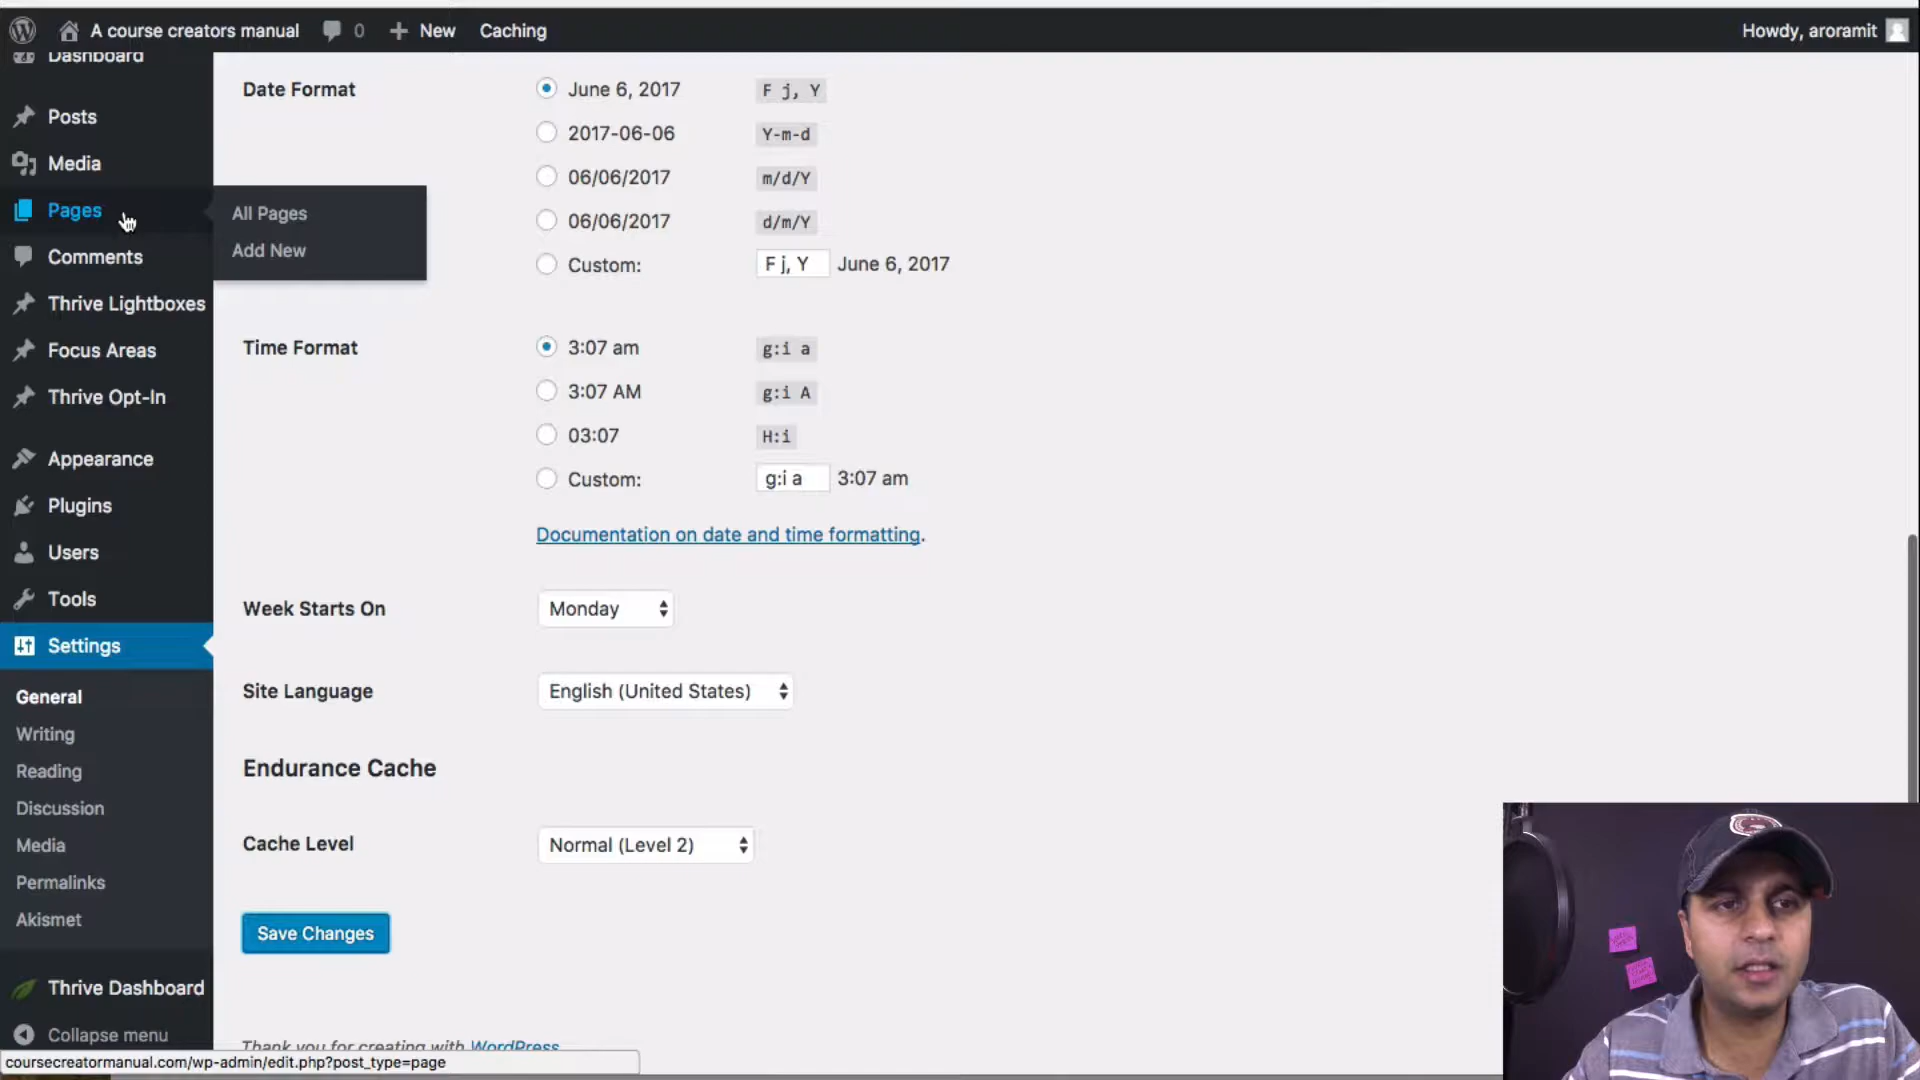 A course creators manual 0 New Caching Howdy, aroramit
Dashboard
Posts
Media
Pages
All Pages
Add New
Comments
Thrive Lightboxes
Focus Areas
Thrive Opt-In
Appearance
Plugins
Users
Tools
Settings
General
Writing
Reading
Discussion
Media
Permalinks
Akismet
Thrive Dashboard
Collapse menu
Date Format
June 6, 2017 F j, Y
2017-06-06 Y-m-d
06/06/2017 m/d/Y
06/06/2017 d/m/Y
Custom: F j, Y June 6, 2017
Time Format
3:07 am g:i a
3:07 AM g:i A
03:07 H:i
Custom: g:i a 3:07 am
Documentation on date and time formatting.
Week Starts On Monday
Site Language English (United States)
Endurance Cache
Cache Level Normal (Level 2)
Save Changes
Thank you for creating with WordPress
coursecreatormanual.com/wp-admin/edit.php?post_type=page